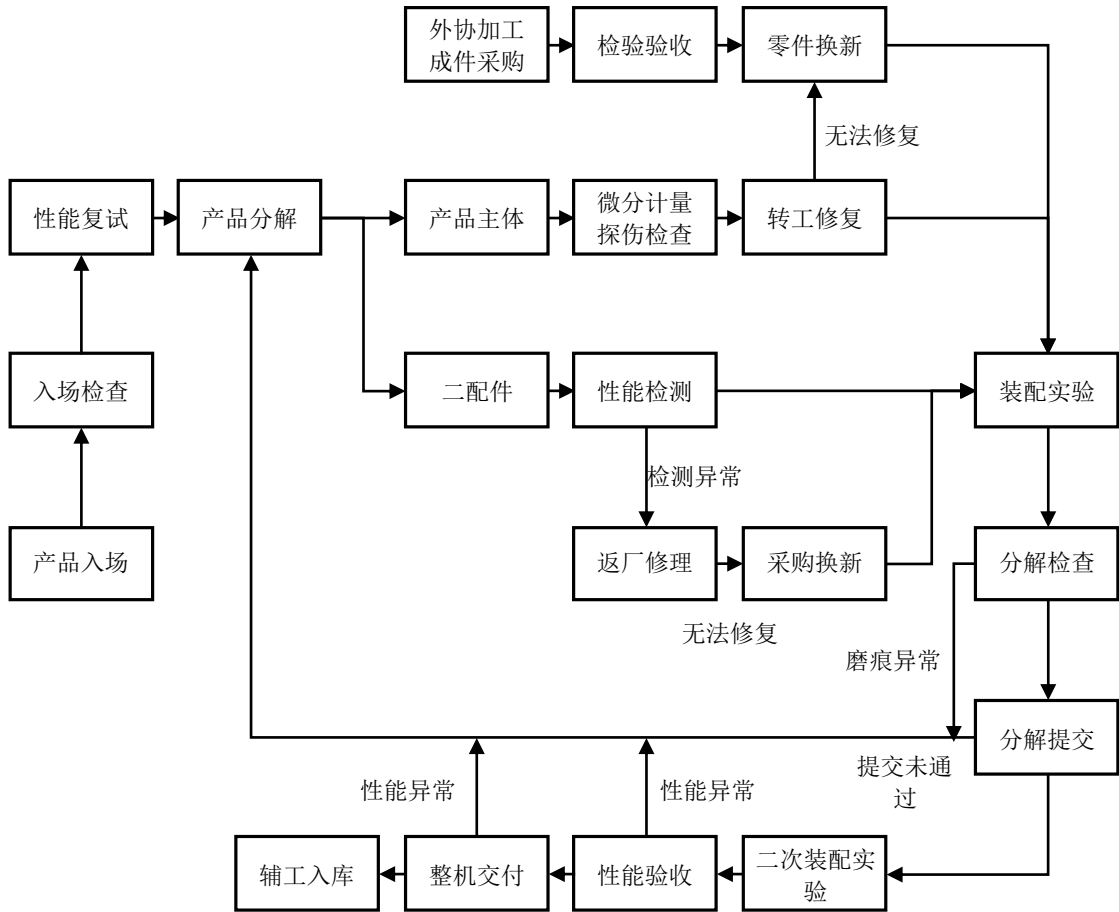 外协加工
成件采购
检验验收
零件换新
无法修复
性能复试
产品分解
产品主体
微分计量
探伤检查
转工修复
入场检查
二配件
性能检测
装配实验
检测异常
产品入场
返厂修理
采购换新
分解检查
无法修复
磨痕异常
分解提交
提交未通
过
性能异常
性能异常
辅工入库
整机交付
性能验收
二次装配实
验